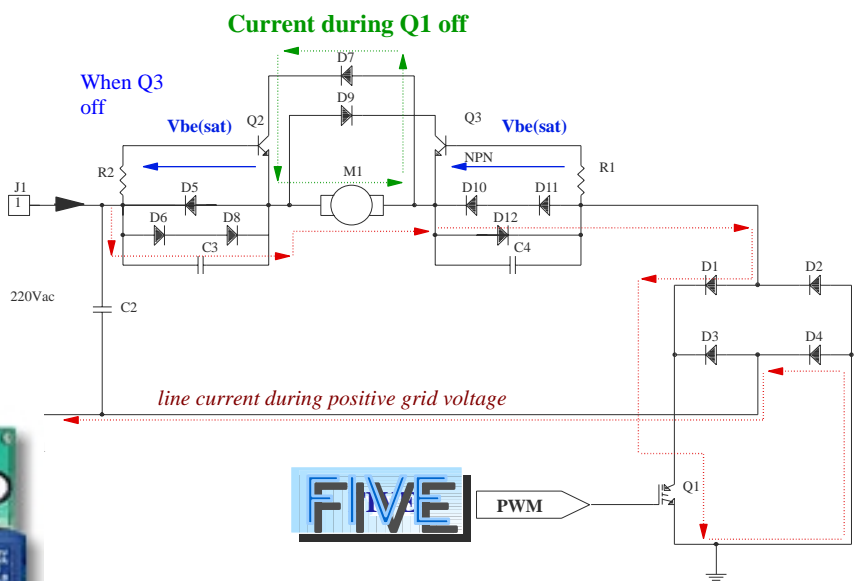 Current during Q1 off
D7
When Q3
off
D9
Vbe(sat)
Q2
Q3
Vbe(sat)
NPN
M1
R2
R1
J1
1
D5
D10
D11
D6
D8
D12
C3
C4
220Vac
C2
D1
D2
D3
D4
line current during positive grid voltage
FIVE
PWM
Q1